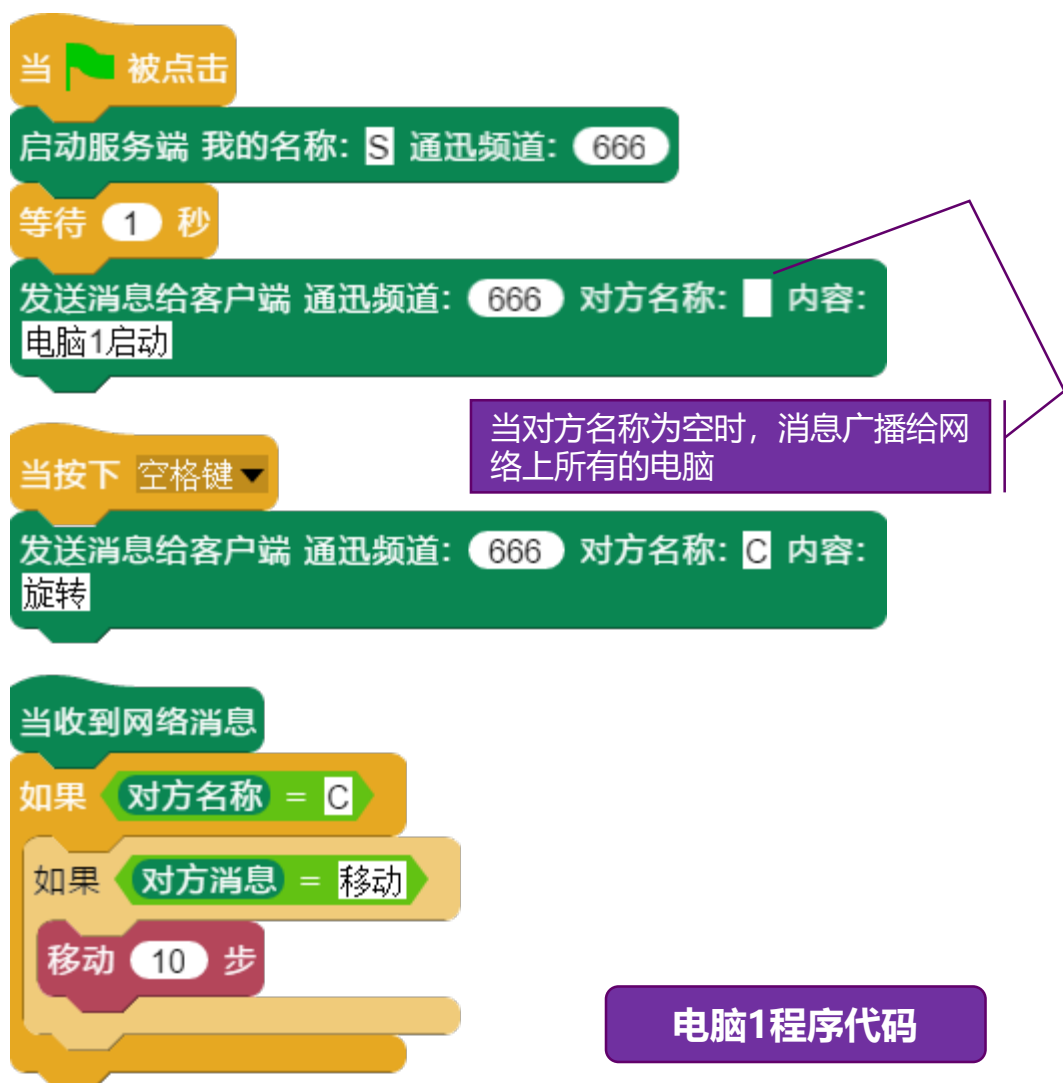 当 被点击
启动服务端 我的名称: S 通迅频道: 666
等待 1 秒
发送消息给客户端 通迅频道: 666 对方名称: 内容:
电脑1启动
当对方名称为空时，消息广播给网
络上所有的电脑
当按下 空格键
发送消息给客户端 通迅频道: 666 对方名称: C 内容:
旋转
当收到网络消息
如果 对方名称 = C
如果 对方消息 = 移动
移动 10 步
电脑1程序代码